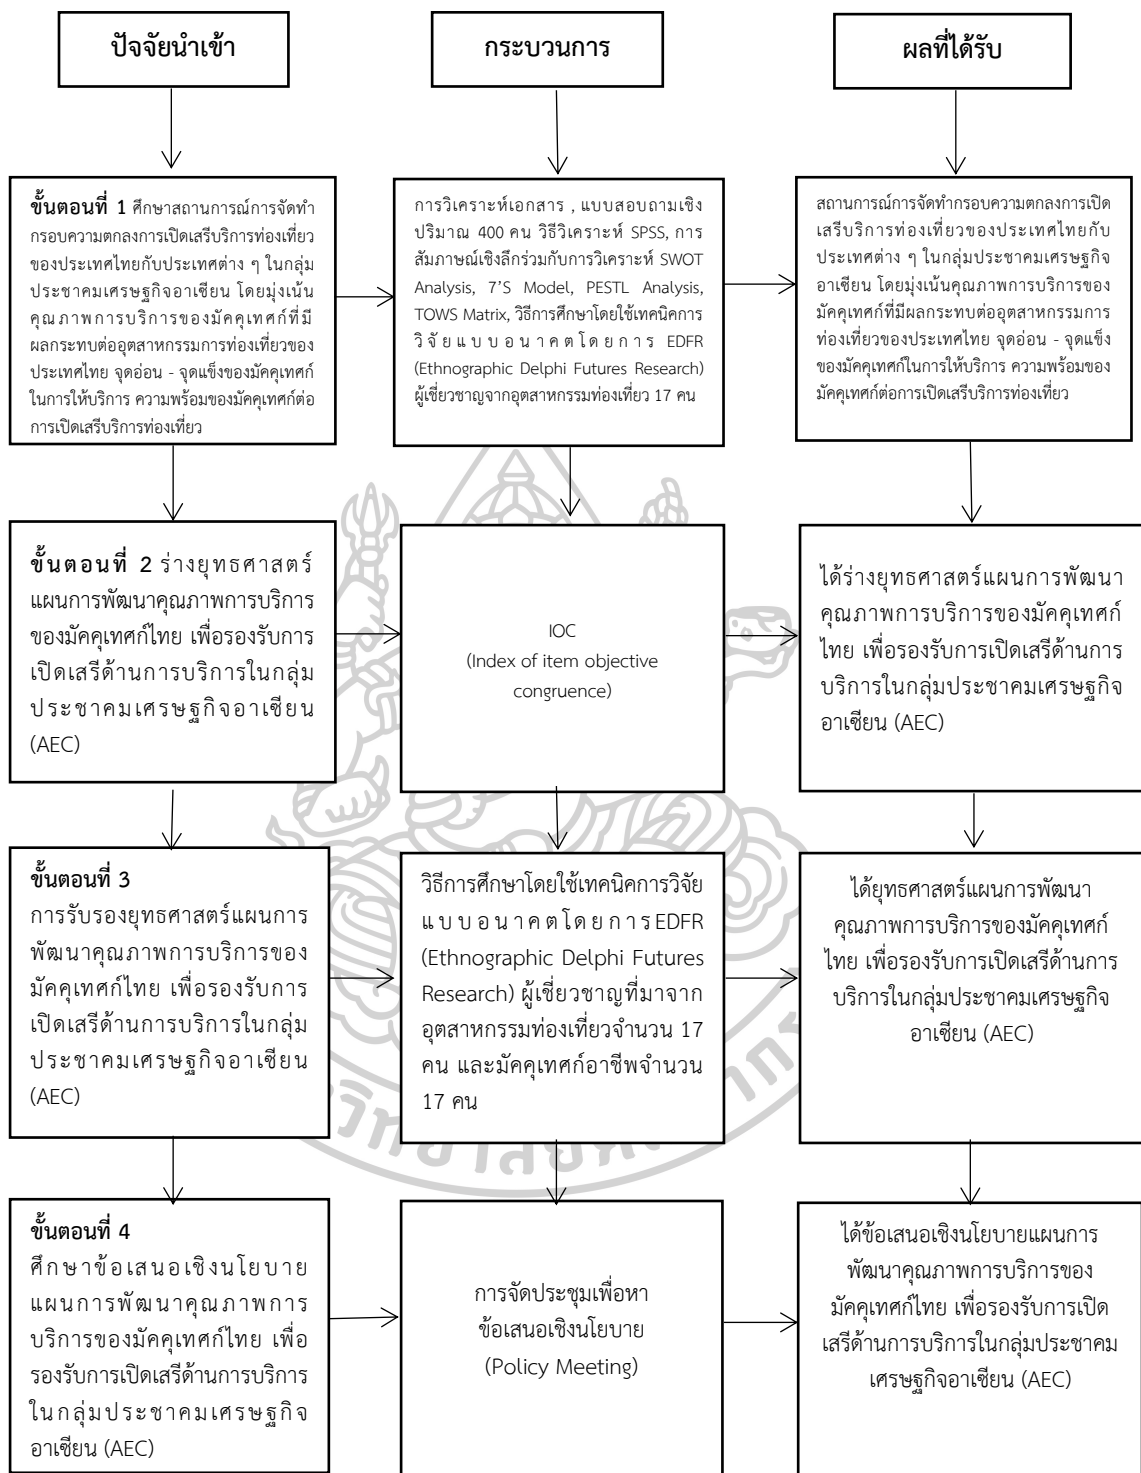 ปัจจัยนำเข้า
กระบวนการ
ผลที่ได้รับ
ขั้นตอนที่ 1 ศึกษาสถานการณ์การจัดทำ
กรอบความตกลงการเปิดเสรีบริการท่องเที่ยว
ของประเทศไทยกับประเทศต่าง ๆ ในกลุ่ม
ประชาคมเศรษฐกิจอาเซียน โดยมุ่งเน้น
คุณภาพการบริการของมัคคุเทศก์ที่มี
ผลกระทบต่ออุตสาหกรรมการท่องเที่ยวของ
ประเทศไทย จุดอ่อน - จุดแข็งของมัคคุเทศก์
ในการให้บริการ ความพร้อมของมัคคุเทศก์ต่อ
การเปิดเสรีบริการท่องเที่ยว
การวิเคราะห์เอกสาร , แบบสอบถามเชิง
ปริมาณ 400 คน วิธีวิเคราะห์ SPSS, การ
สัมภาษณ์เชิงลึกร่วมกับการวิเคราะห์ SWOT
Analysis, 7’S Model, PESTL Analysis,
TOWS Matrix, วิธีการศึกษาโดยใช้เทคนิคการ
วิจัยแบบอนาคตโดยการ EDFR
(Ethnographic Delphi Futures Research)
ผู้เชี่ยวชาญจากอุตสาหกรรมท่องเที่ยว 17 คน
สถานการณ์การจัดทำกรอบความตกลงการเปิด
เสรีบริการท่องเที่ยวของประเทศไทยกับ
ประเทศต่าง ๆ ในกลุ่มประชาคมเศรษฐกิจ
อาเซียน โดยมุ่งเน้นคุณภาพการบริการของ
มัคคุเทศก์ที่มีผลกระทบต่ออุตสาหกรรมการ
ท่องเที่ยวของประเทศไทย จุดอ่อน - จุดแข็ง
ของมัคคุเทศก์ในการให้บริการ ความพร้อมของ
มัคคุเทศก์ต่อการเปิดเสรีบริการท่องเที่ยว
ขั้นตอนที่ 2 ร่างยุทธศาสตร์
แผนการพัฒนาคุณภาพการบริการ
ของมัคคุเทศก์ไทย เพื่อรองรับการ
เปิดเสรีด้านการบริการในกลุ่ม
ประชาคมเศรษฐกิจอาเซียน
(AEC)
IOC
(Index of item objective
congruence)
ได้ร่างยุทธศาสตร์แผนการพัฒนา
คุณภาพการบริการของมัคคุเทศก์
ไทย เพื่อรองรับการเปิดเสรีด้านการ
บริการในกลุ่มประชาคมเศรษฐกิจ
อาเซียน (AEC)
ขั้นตอนที่ 3
การรับรองยุทธศาสตร์แผนการ
พัฒนาคุณภาพการบริการของ
มัคคุเทศก์ไทย เพื่อรองรับการ
เปิดเสรีด้านการบริการในกลุ่ม
ประชาคมเศรษฐกิจอาเซียน
(AEC)
วิธีการศึกษาโดยใช้เทคนิคการวิจัย
แบบอนาคตโดยการ EDFR
(Ethnographic Delphi Futures
Research) ผู้เชี่ยวชาญที่มาจาก
อุตสาหกรรมท่องเที่ยวจำนวน 17
คน และมัคคุเทศก์อาชีพจำนวน
17 คน
ได้ยุทธศาสตร์แผนการพัฒนา
คุณภาพการบริการของมัคคุเทศก์
ไทย เพื่อรองรับการเปิดเสรีด้านการ
บริการในกลุ่มประชาคมเศรษฐกิจ
อาเซียน (AEC)
ขั้นตอนที่ 4
ศึกษาข้อเสนอเชิงนโยบาย
แผนการพัฒนาคุณภาพการ
บริการของมัคคุเทศก์ไทย เพื่อ
รองรับการเปิดเสรีด้านการบริการ
ในกลุ่มประชาคมเศรษฐกิจ
อาเซียน (AEC)
การจัดประชุมเพื่อหา
ข้อเสนอเชิงนโยบาย
(Policy Meeting)
ได้ข้อเสนอเชิงนโยบายแผนการ
พัฒนาคุณภาพการบริการของ
มัคคุเทศก์ไทย เพื่อรองรับการเปิด
เสรีด้านการบริการในกลุ่มประชาคม
เศรษฐกิจอาเซียน (AEC)